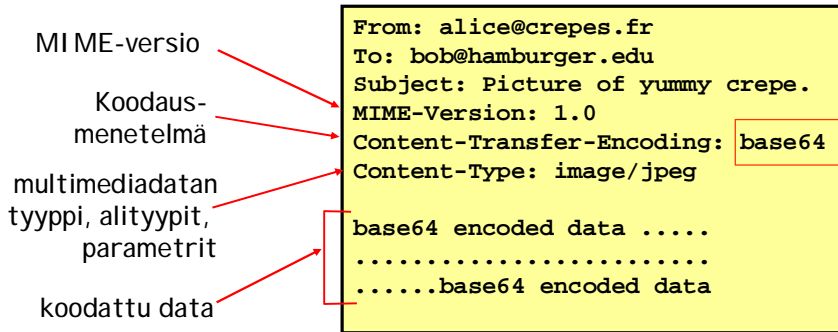 MIME-versio
Koodaus-
menetelmä
multimediadatan
tyyppi, alityypit,
parametrit
koodattu data
From: alice@crepes.fr
To: bob@hamburger.edu
Subject: Picture of yummy crepe.
MIME-Version: 1.0
Content-Transfer-Encoding: base64
Content-Type: image/jpeg
base64 encoded data .....
.........................
......base64 encoded data